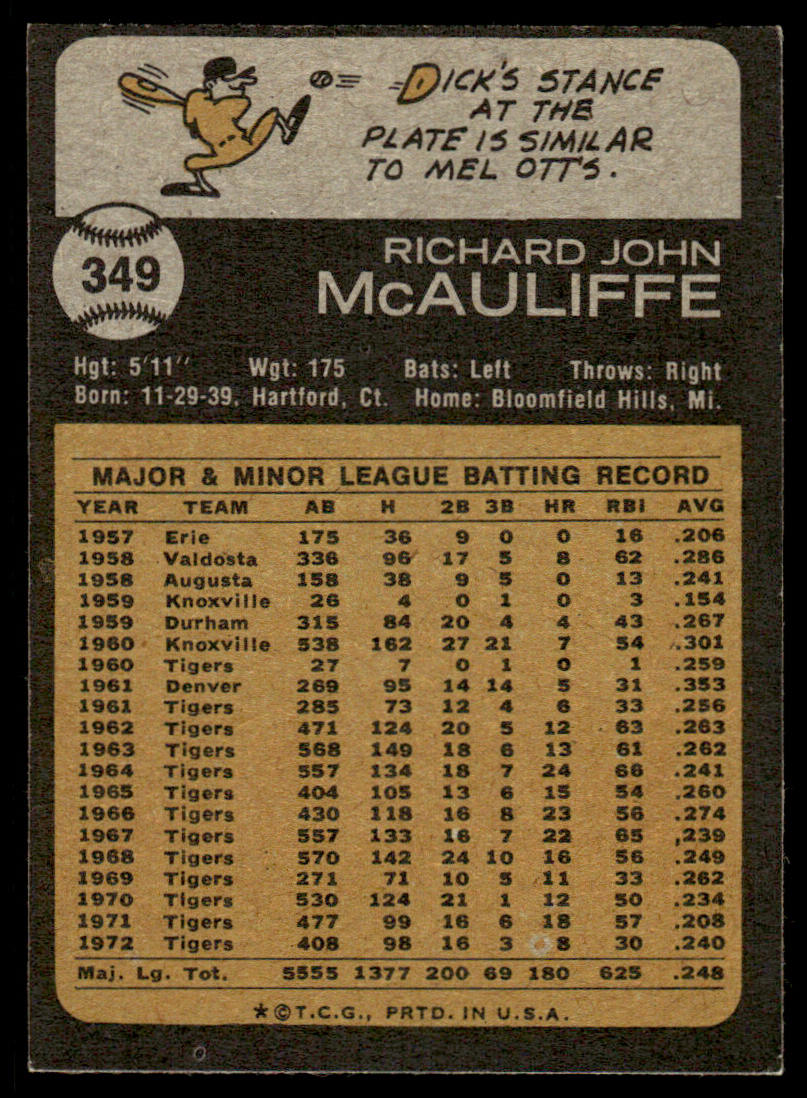 DICK'S STANCE
AT THE
PLATE IS SIMILAR
TO MEL OTT'S.
349
RICHARD JOHN
McAULIFFE
Hgt: 5'11" Wgt: 175 Bats: Left Throws: Right
Born: 11-29-39, Hartford, Ct. Home: Bloomfield Hills, Mi.
MAJOR & MINOR LEAGUE BATTING RECORD
YEAR TEAM AB H 2B 3B HR RBI AVG
1957 Erie 175 36 9 0 0 16 .206
1958 Valdosta 336 96 17 5 8 62 .286
1958 Augusta 158 38 9 5 0 13 .241
1959 Knoxville 26 4 0 1 0 3 .154
1959 Durham 315 84 20 4 4 43 .267
1960 Knoxville 538 162 27 21 7 54 .301
1960 Tigers 27 7 0 1 0 1 .259
1961 Denver 269 95 14 14 5 31 .353
1961 Tigers 285 73 12 4 6 33 .256
1962 Tigers 471 124 20 5 12 63 .263
1963 Tigers 568 149 18 6 13 61 .262
1964 Tigers 557 134 18 7 24 66 .241
1965 Tigers 404 105 13 6 15 54 .260
1966 Tigers 430 118 16 8 23 56 .274
1967 Tigers 557 133 16 7 22 65 ,239
1968 Tigers 570 142 24 10 16 56 .249
1969 Tigers 271 71 10 5 11 33 .262
1970 Tigers 530 124 21 1 12 50 .234
1971 Tigers 477 99 16 6 18 57 .208
1972 Tigers 408 98 16 3 8 30 .240
Maj. Lg. Tot. 5555 1377 200 69 180 625 .248
*©T.C.G., PRTD. IN U.S.A.